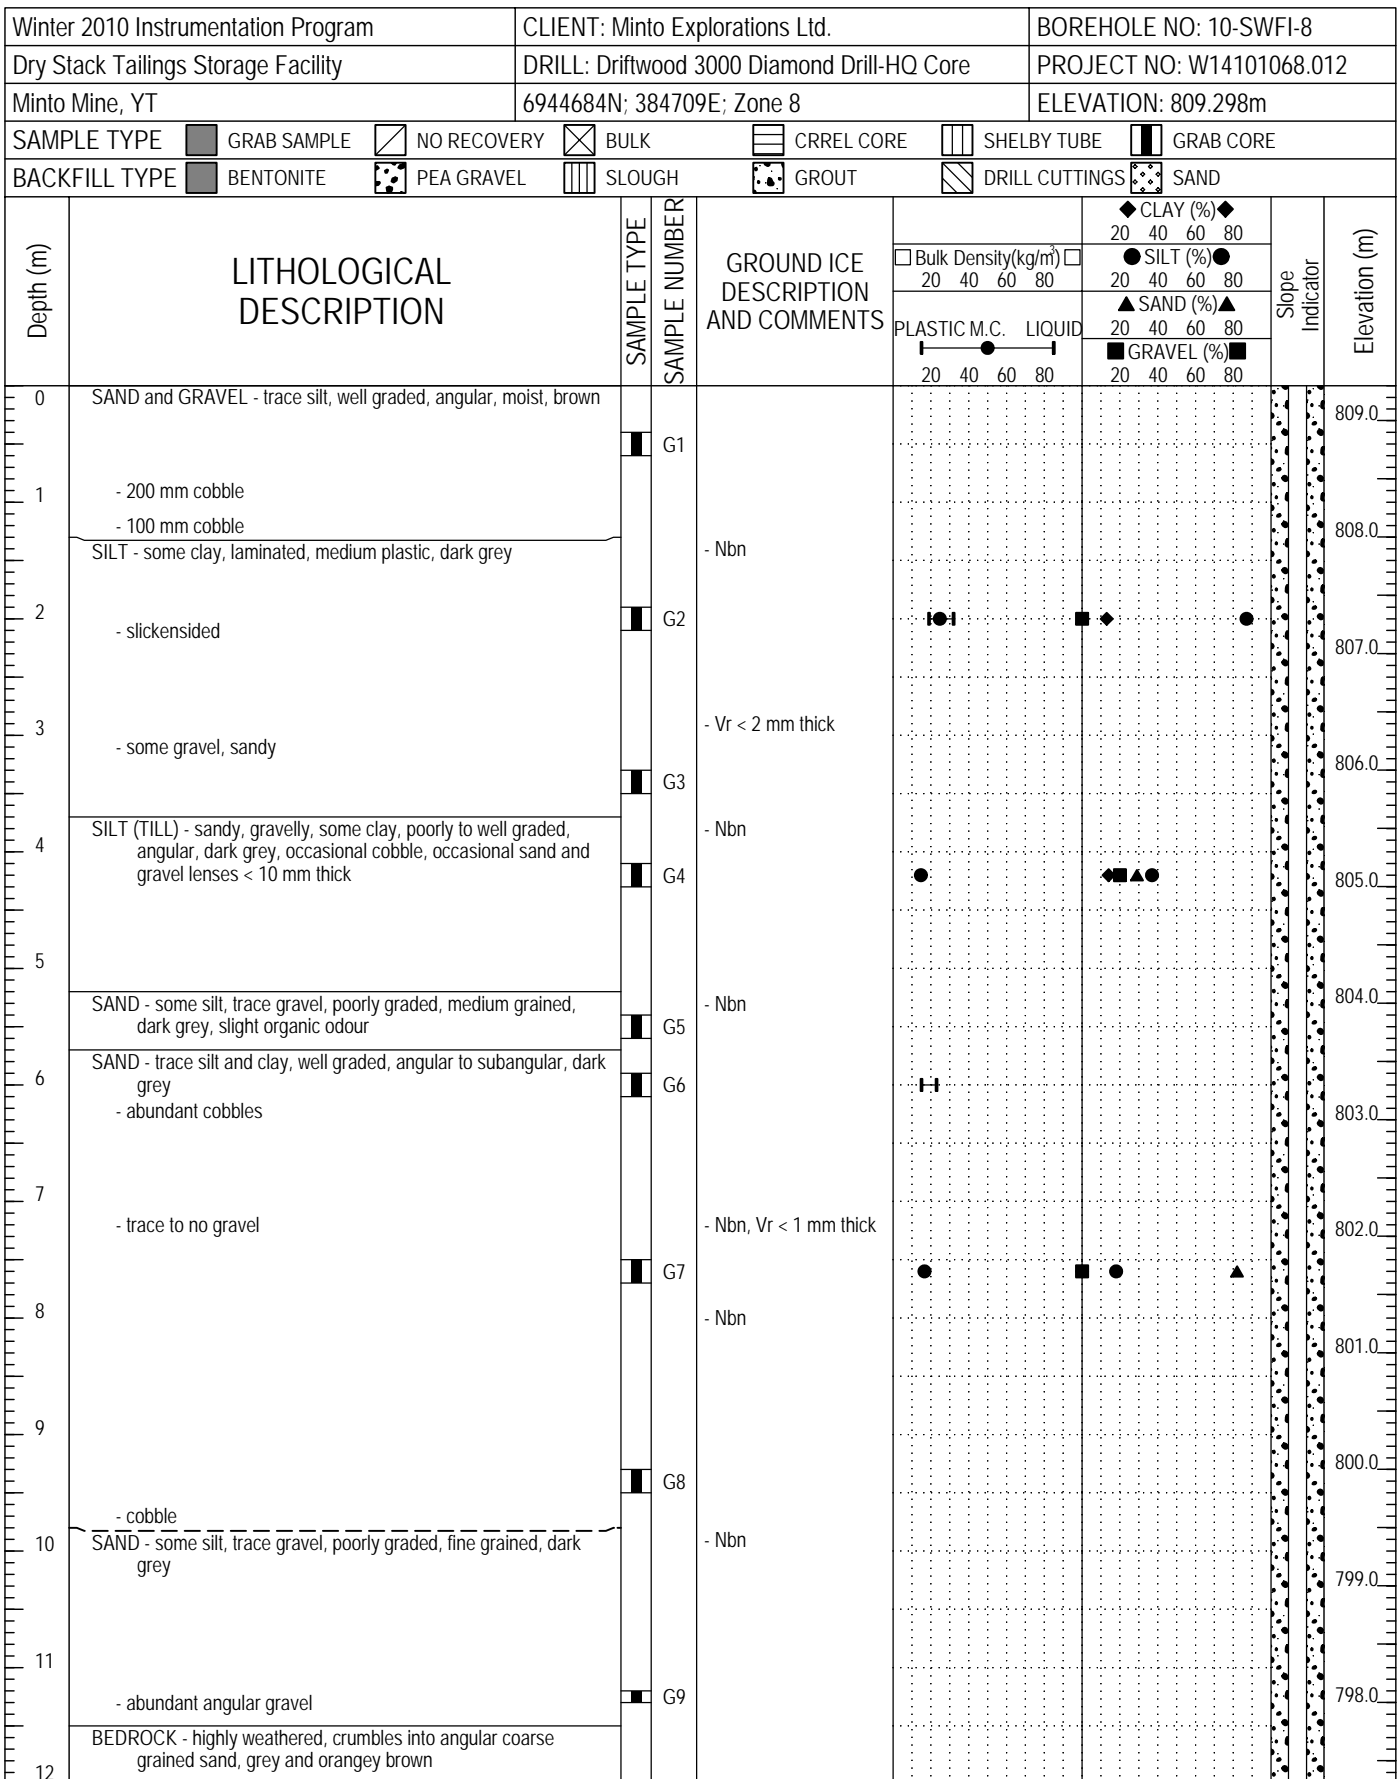 Winter 2010 Instrumentation Program
CLIENT: Minto Explorations Ltd.
BOREHOLE NO: 10-SWFI-8
Dry Stack Tailings Storage Facility
DRILL: Driftwood 3000 Diamond Drill-HQ Core
PROJECT NO: W14101068.012
Minto Mine, YT
6944684N; 384709E; Zone 8
ELEVATION: 809.298m
SAMPLE TYPE GRAB SAMPLE NO RECOVERY BULK CRREL CORE SHELBY TUBE GRAB CORE
BACKFILL TYPE BENTONITE PEA GRAVEL SLOUGH GROUT DRILL CUTTINGS SAND
Depth (m)
LITHOLOGICAL
DESCRIPTION
SAMPLE TYPE
SAMPLE NUMBER
GROUND ICE
DESCRIPTION
AND COMMENTS
Bulk Density(kg/m³)
20 40 60 80
PLASTIC M.C. LIQUID
20 40 60 80
CLAY (%)
20 40 60 80
SILT (%)
20 40 60 80
SAND (%)
20 40 60 80
GRAVEL (%)
20 40 60 80
Slope
Indicator
Elevation (m)
0
SAND and GRAVEL - trace silt, well graded, angular, moist, brown
809.0
G1
1
- 200 mm cobble
- 100 mm cobble
808.0
SILT - some clay, laminated, medium plastic, dark grey
- Nbn
2
G2
- slickensided
807.0
3
- Vr < 2 mm thick
- some gravel, sandy
806.0
G3
SILT (TILL) - sandy, gravelly, some clay, poorly to well graded,
angular, dark grey, occasional cobble, occasional sand and
gravel lenses < 10 mm thick
- Nbn
4
G4
805.0
5
SAND - some silt, trace gravel, poorly graded, medium grained,
dark grey, slight organic odour
- Nbn
804.0
G5
SAND - trace silt and clay, well graded, angular to subangular, dark
grey
6
G6
- abundant cobbles
803.0
7
- trace to no gravel
- Nbn, Vr < 1 mm thick
802.0
G7
8
- Nbn
801.0
9
800.0
G8
- cobble
10
SAND - some silt, trace gravel, poorly graded, fine grained, dark
grey
- Nbn
799.0
11
G9
- abundant angular gravel
798.0
BEDROCK - highly weathered, crumbles into angular coarse
grained sand, grey and orangey brown
12